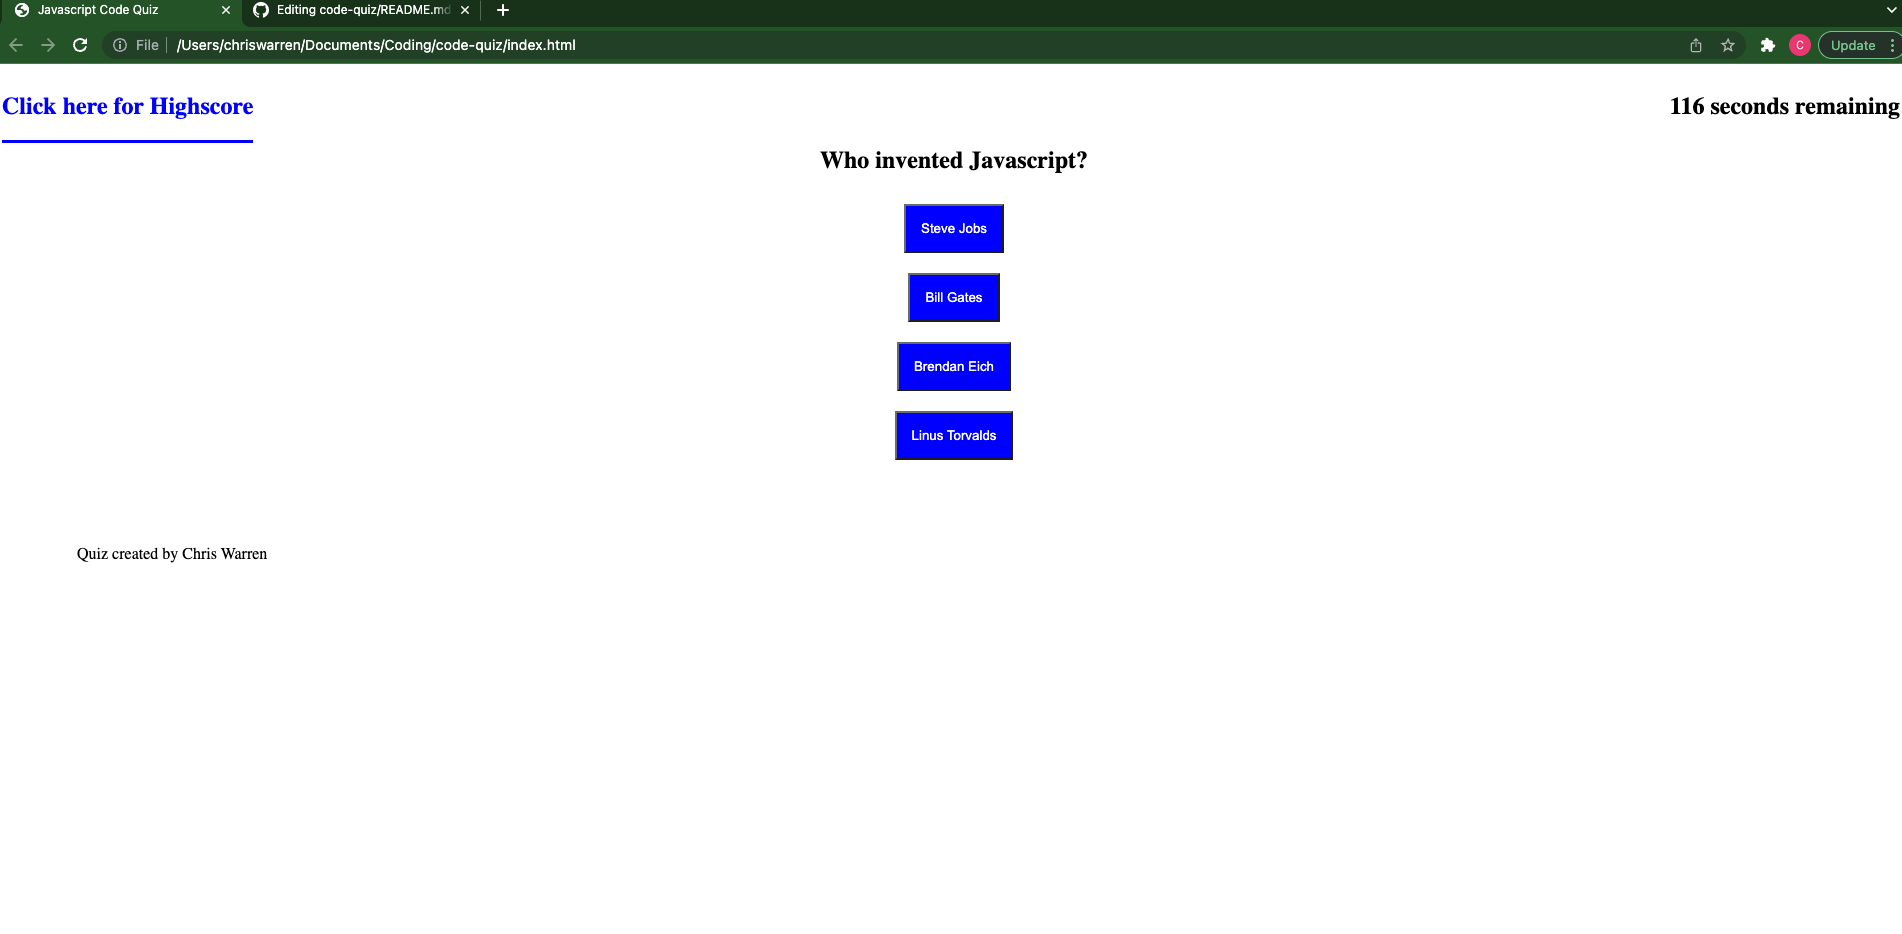 Javascript Code Quiz
Editing code-quiz/README.md
File
/Users/chriswarren/Documents/Coding/code-quiz/index.html
C
Update
Click here for Highscore
116 seconds remaining
Who invented Javascript?
Steve Jobs
Bill Gates
Brendan Eich
Linus Torvalds
Quiz created by Chris Warren